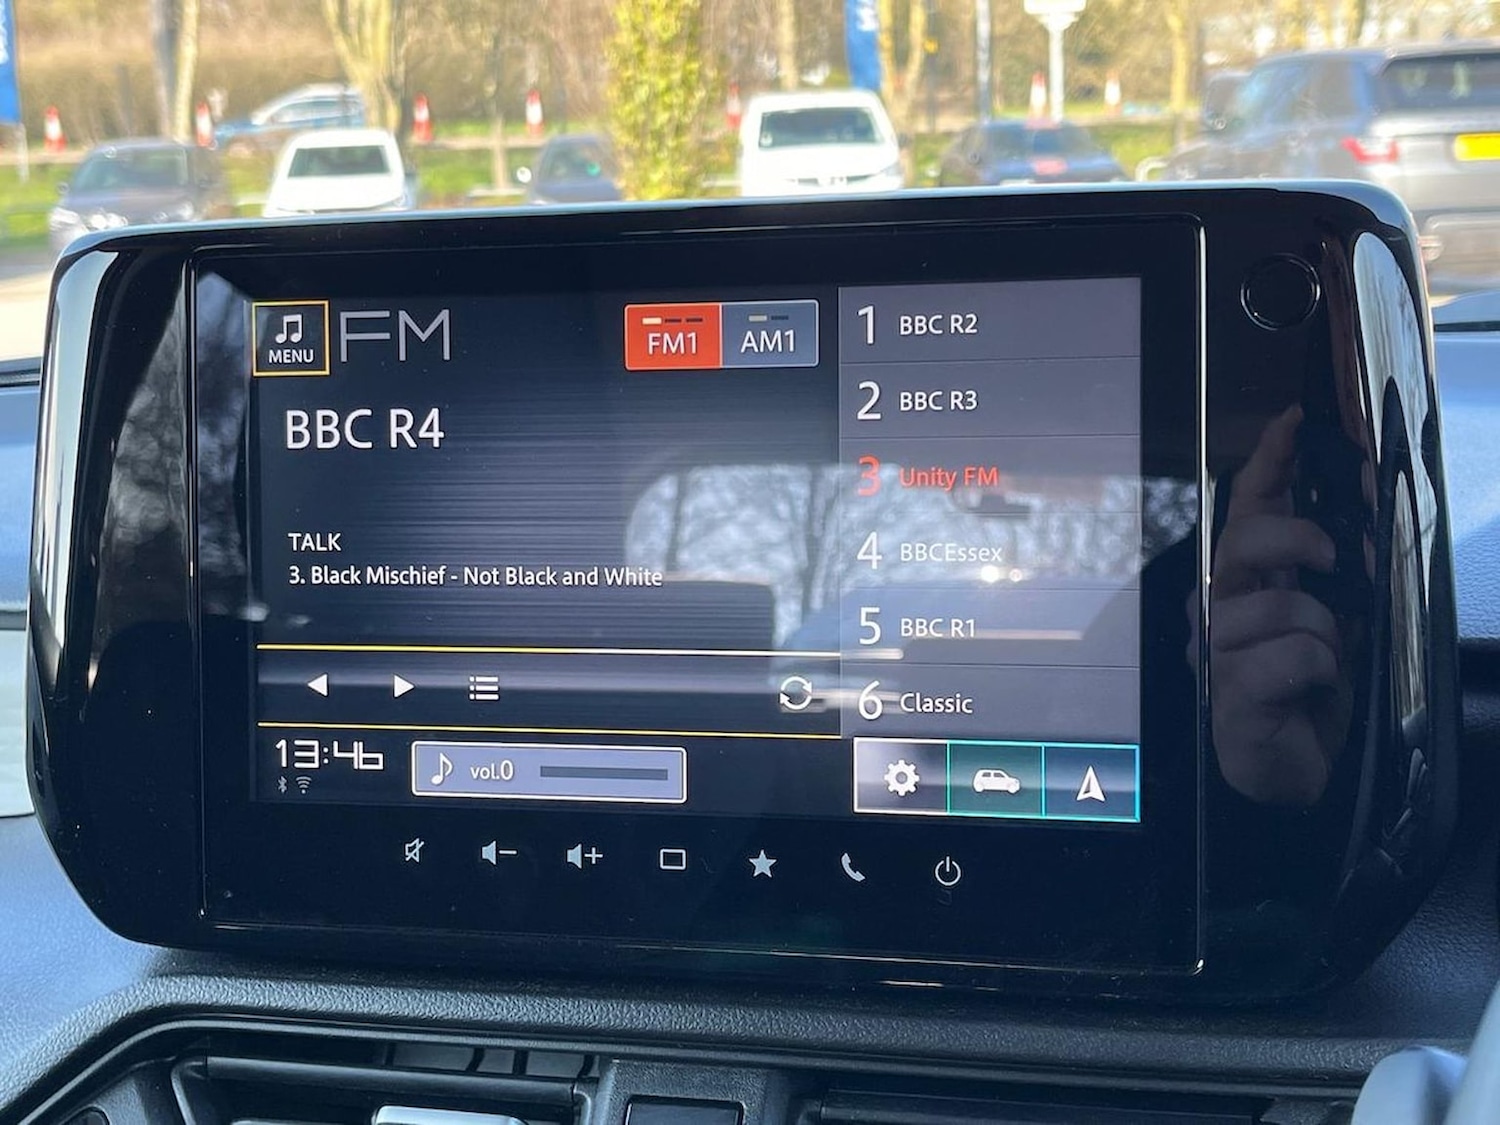 MENU
FM
FM1
AM1
BBC R4
TALK
3. Black Mischief - Not Black and White
1 BBC R2
2 BBC R3
3 Unity FM
4 BBCEssex
5 BBC R1
6 Classic
13:46
vol.0